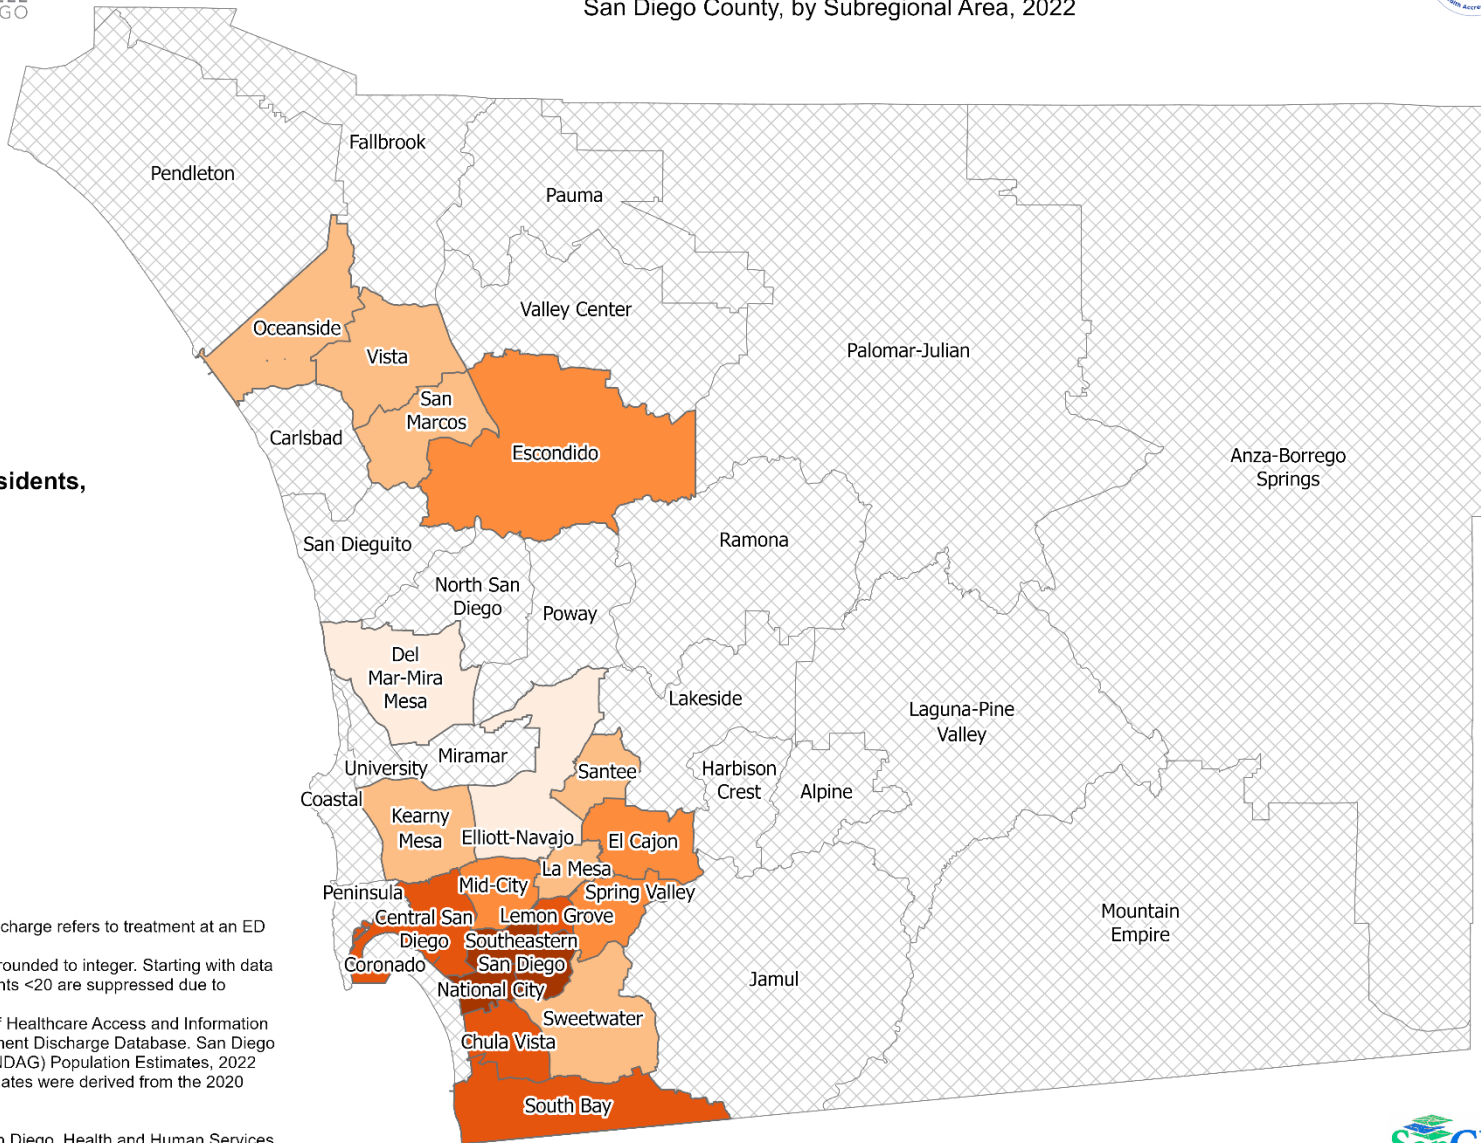 GO
San Diego County, by Subregional Area, 2022
Fallbrook
Pendleton
Pauma
Valley Center
Oceanside
Vista
Palomar-Julian
San
Marcos
Carlsbad
Escondido
Anza-Borrego
Springs
sidents,
San Dieguito
Ramona
North San
Diego
Poway
Del
Mar-Mira
Mesa
Lakeside
Laguna-Pine
Valley
Miramar
University
Santee
Harbison
Crest
Alpine
Coastal
Kearny
Mesa
Elliott-Navajo
El Cajon
La Mesa
Mid-City
Peninsula
Spring Valley
Central San
Diego
Lemon Grove
Mountain
Empire
Southeastern
San Diego
Coronado
National City
Jamul
Sweetwater
Chula Vista
South Bay
charge refers to treatment at an ED
rounded to integer. Starting with data
nts <20 are suppressed due to
f Healthcare Access and Information
ment Discharge Database. San Diego
NDAG) Population Estimates, 2022
ates were derived from the 2020
n Diego, Health and Human Services